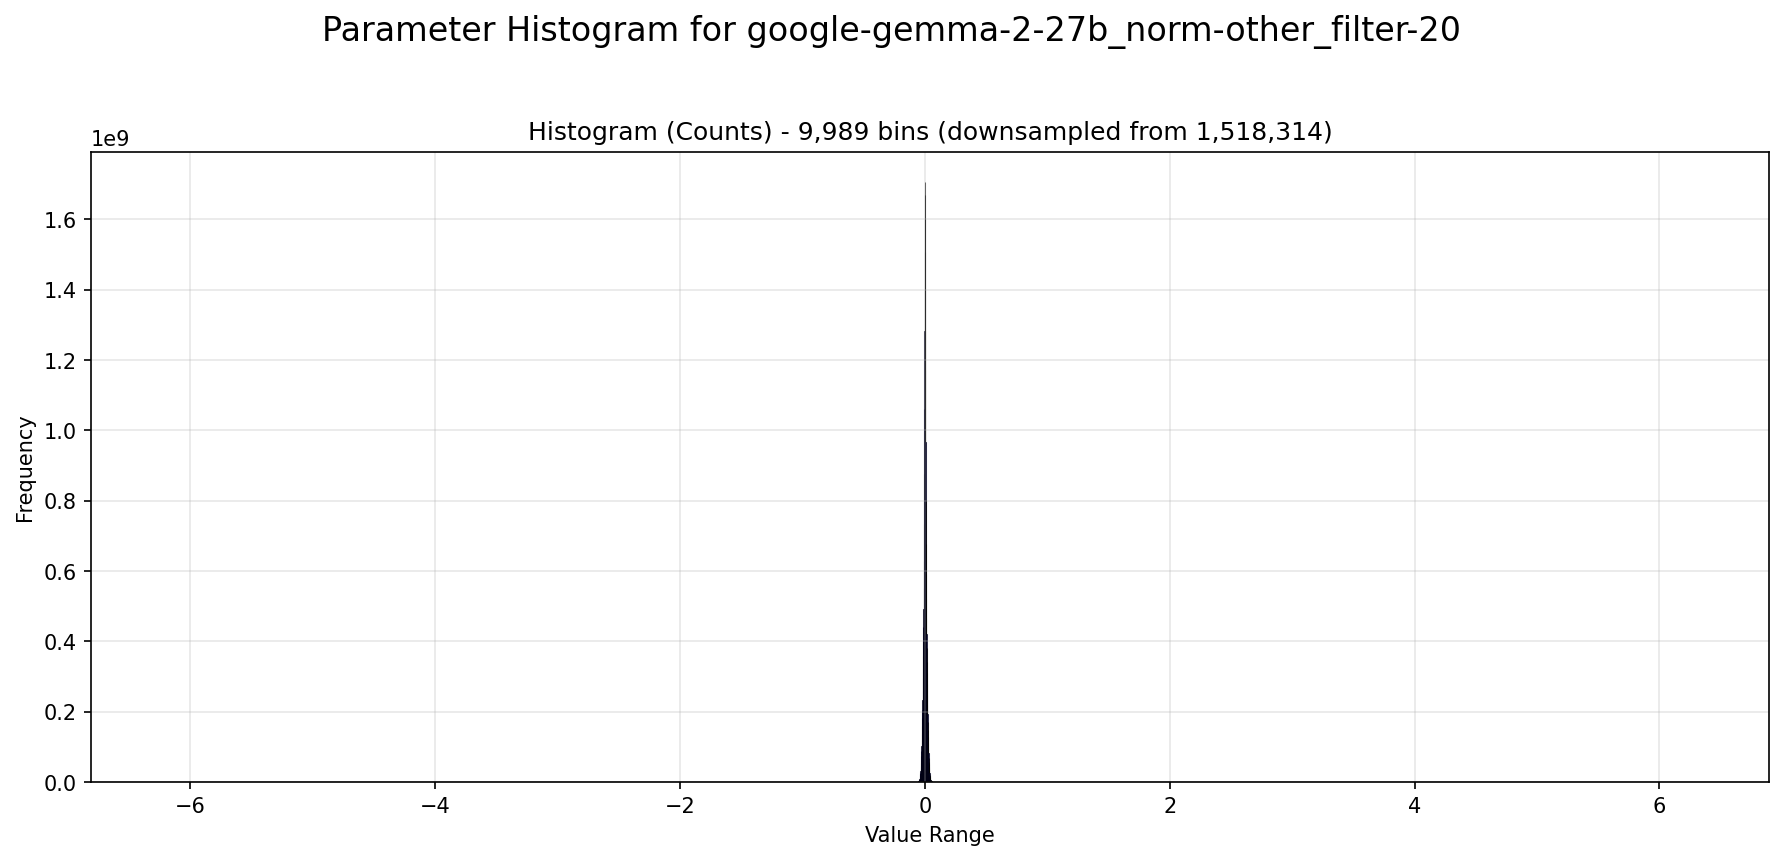 Parameter Histogram for google-gemma-2-27b_norm-other_filter-20
Histogram (Counts) - 9,989 bins (downsampled from 1,518,314)
1e9
1.6
1.4
1.2
1.0
0.8
0.6
0.4
0.2
0.0
Frequency
−6 −4 −2 0 2 4 6
Value Range